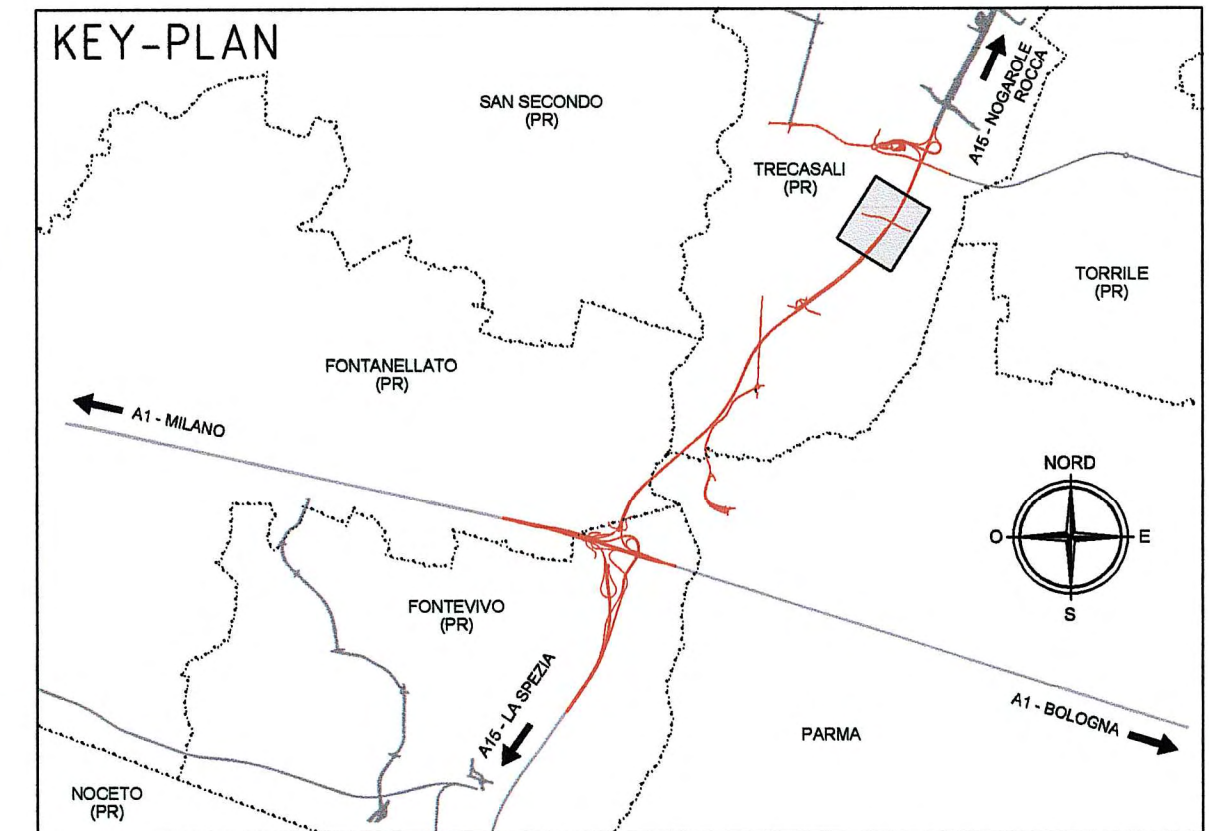 KEY-PLAN
SAN SECONDO
(PR)
A15 - NOGAROLE
ROCCA
TRECASALI
(PR)
TORRILE
(PR)
FONTANELLATO
(PR)
A1 - MILANO
NORD
O
E
S
FONTEVIVO
(PR)
A15 - LA SPEZIA
A1 - BOLOGNA
PARMA
NOCETO
(PR)